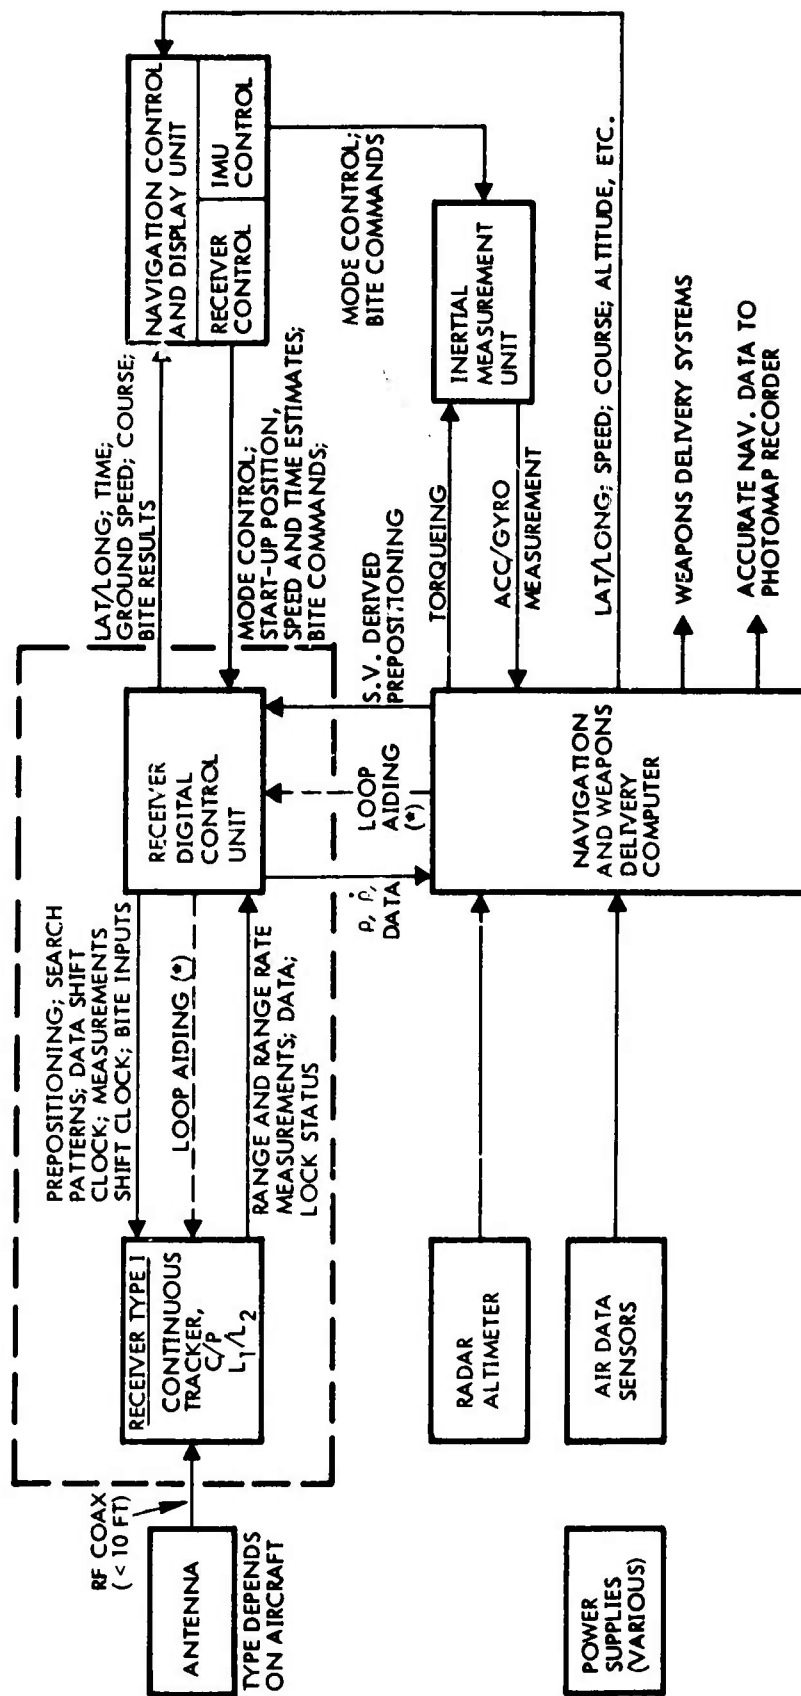 RF COAX
(< 10 FT)
ANTENNA
TYPE DEPENDS
ON AIRCRAFT
RECEIVER TYPE I
CONTINUOUS
TRACKER,
C/P
L1/L2
PREPOSITIONING; SEARCH
PATTERNS; DATA SHIFT
CLOCK; MEASUREMENTS
SHIFT CLOCK; BITE INPUTS
LOOP AIDING (*)
RANGE AND RANGE RATE
MEASUREMENTS; DATA;
LOCK STATUS
RECEIVER
DIGITAL
CONTROL
UNIT
LAT/LONG; TIME;
GROUND SPEED; COURSE;
BITE RESULTS
MODE CONTROL;
START-UP POSITION,
SPEED AND TIME ESTIMATES;
BITE COMMANDS;
NAVIGATION CONTROL
AND DISPLAY UNIT
RECEIVER
CONTROL
IMU
CONTROL
MODE CONTROL;
BITE COMMANDS
ρ, ρ̇,
DATA
LOOP
AIDING
(*)
S.V. DERIVED
PREPOSITIONING
TORQUEING
ACC/GYRO
MEASUREMENT
INERTIAL
MEASUREMENT
UNIT
RADAR
ALTIMETER
AIR DATA
SENSORS
POWER
SUPPLIES
(VARIOUS)
NAVIGATION
AND WEAPONS
DELIVERY
COMPUTER
LAT/LONG; SPEED; COURSE; ALTITUDE, ETC.
WEAPONS DELIVERY SYSTEMS
ACCURATE NAV. DATA TO
PHOTOMAP RECORDER